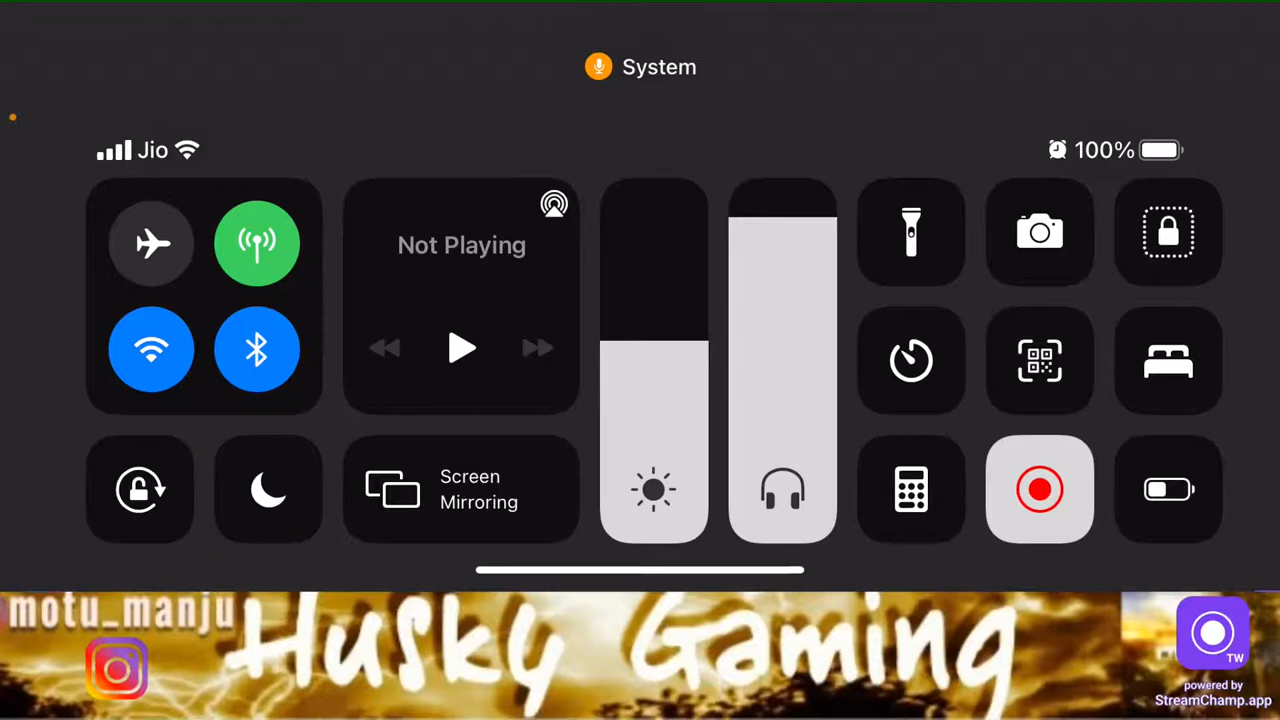 System
Jio
100%
Not Playing
Screen
Mirroring
motu_manju
Husky Gaming
TW
powered by
StreamChamp.app